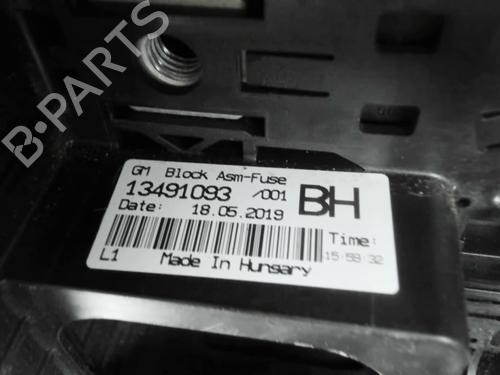 B-PARTS
GM Block Asm-Fuse
13491093 /001 BH
Date: 18.05.2019
Time:
15:59:32
L1 Made In Hungary